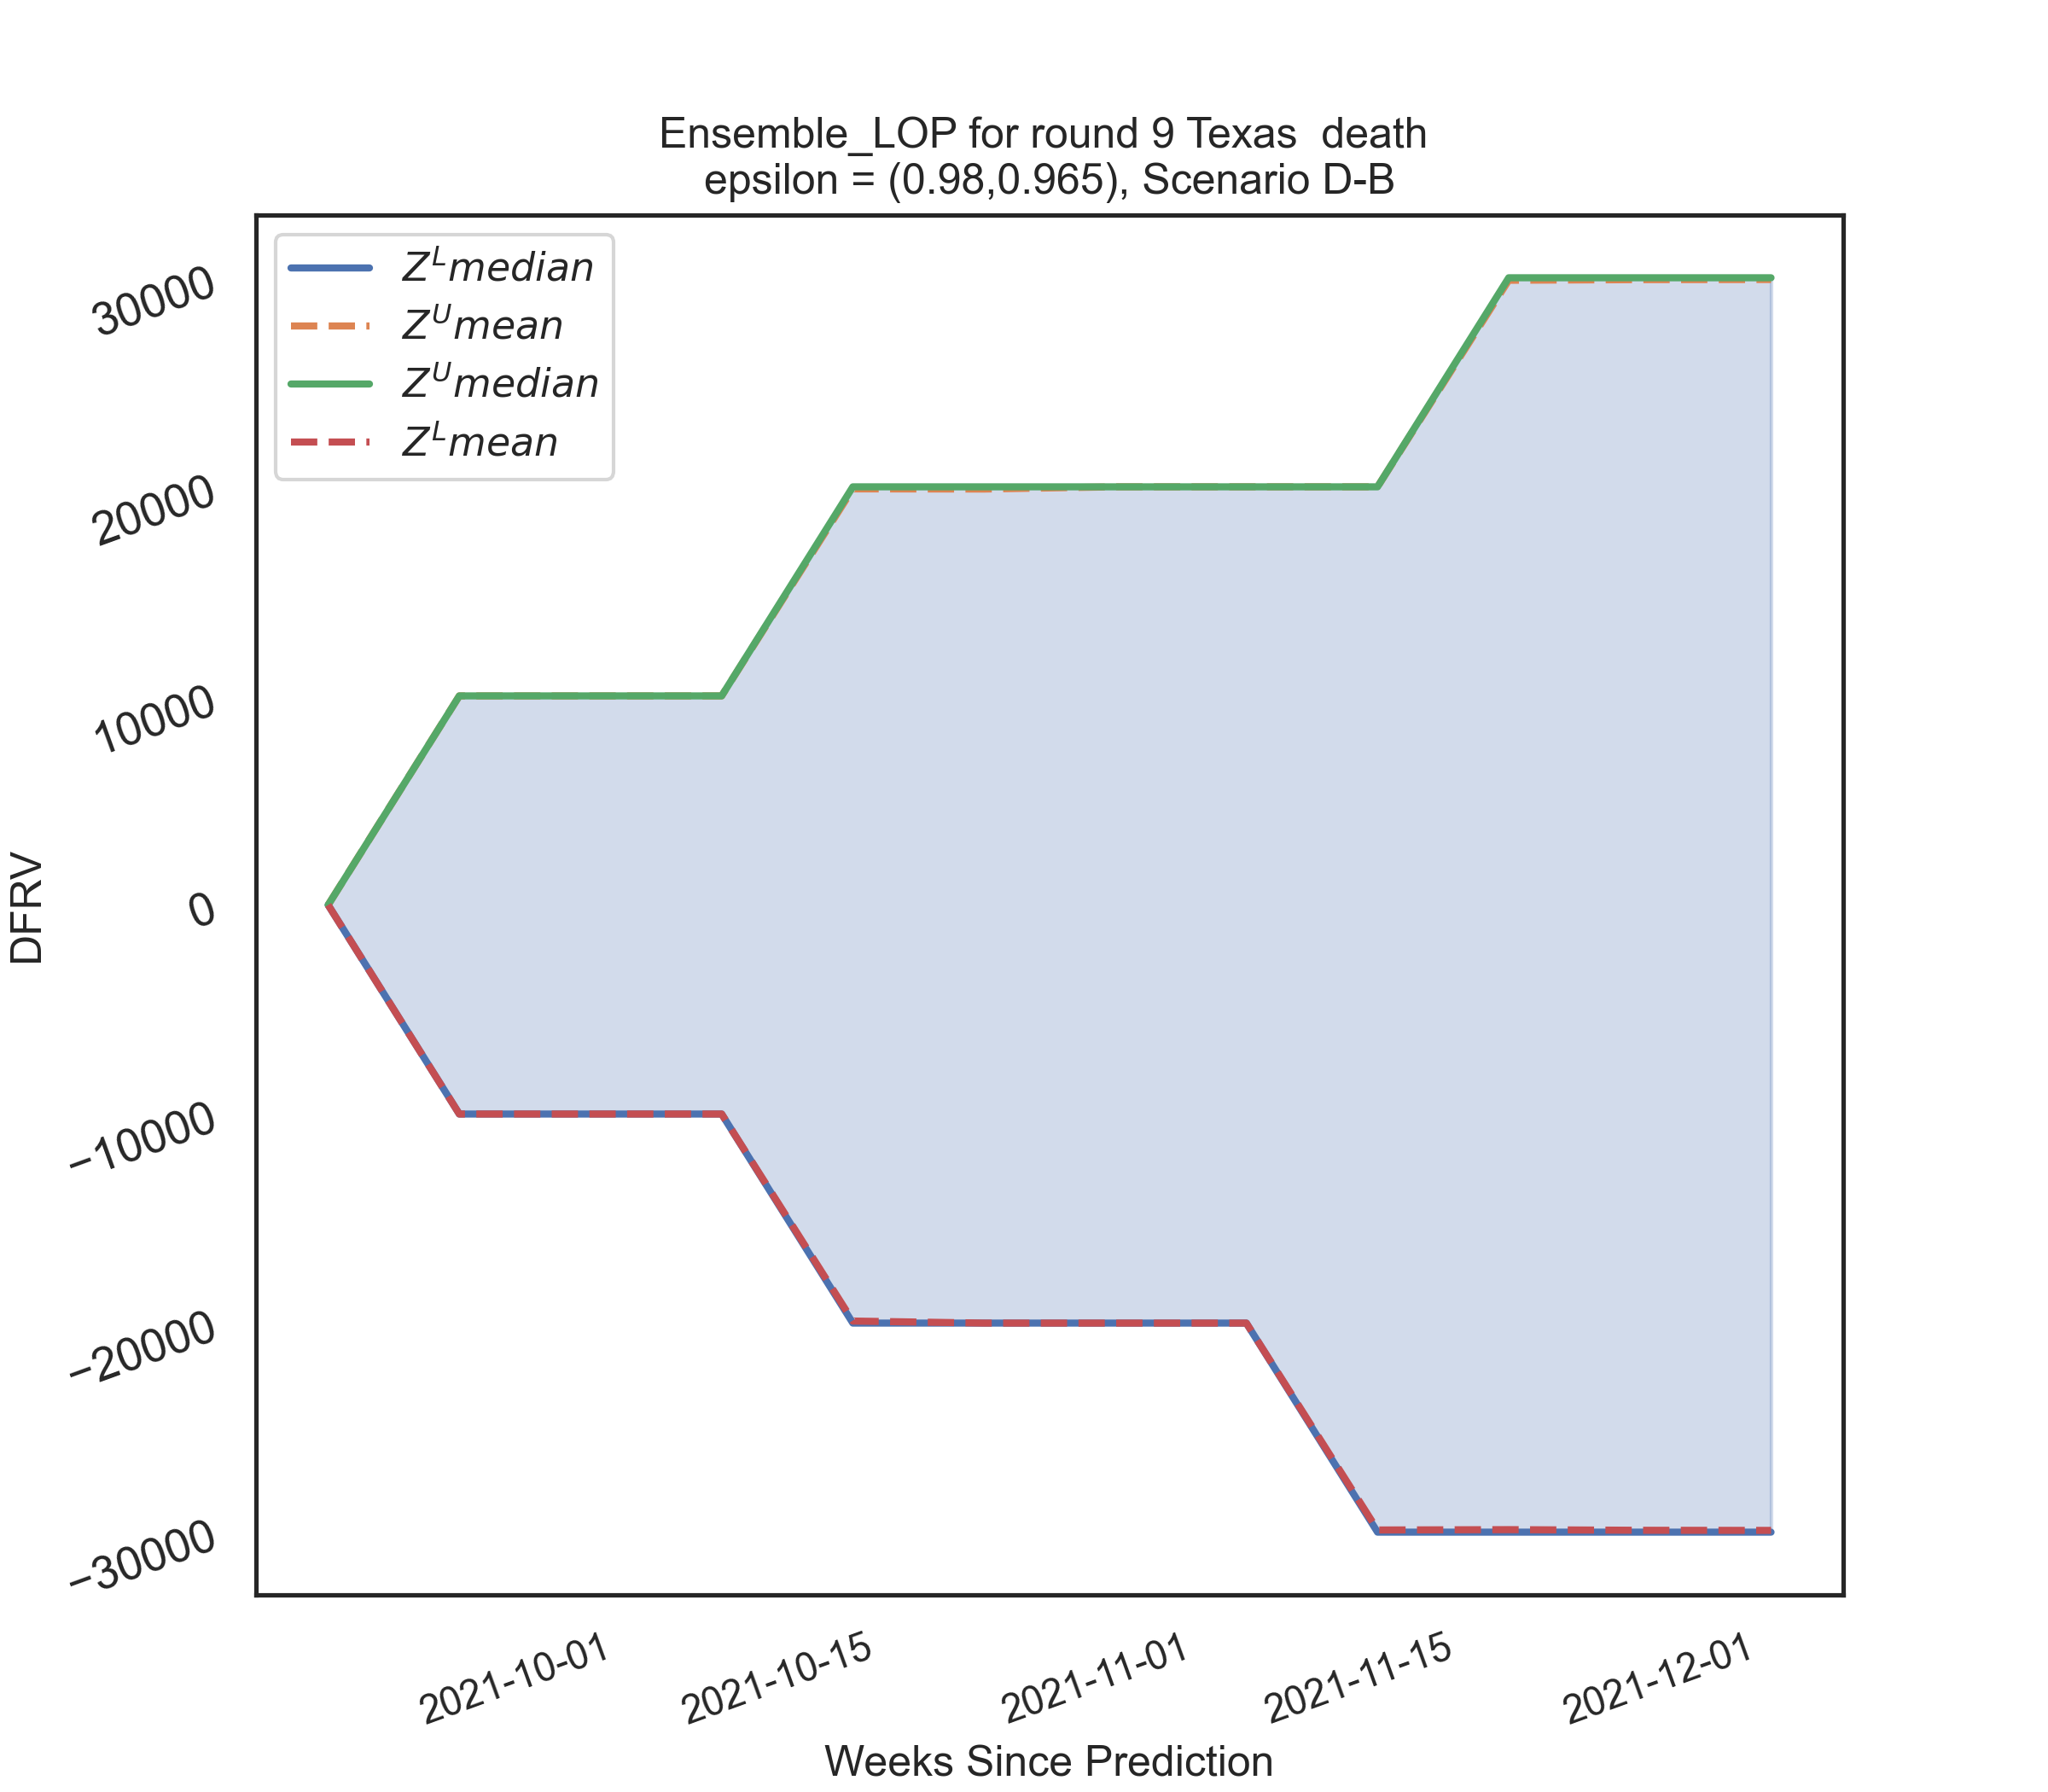 Ensemble_LOP for round 9 Texas  death
epsilon = (0.98,0.965), Scenario D-B
Z^L median
Z^U mean
Z^U median
Z^L mean
30000
20000
10000
0
−10000
−20000
−30000
DFRV
2021-10-01
2021-10-15
2021-11-01
2021-11-15
2021-12-01
Weeks Since Prediction